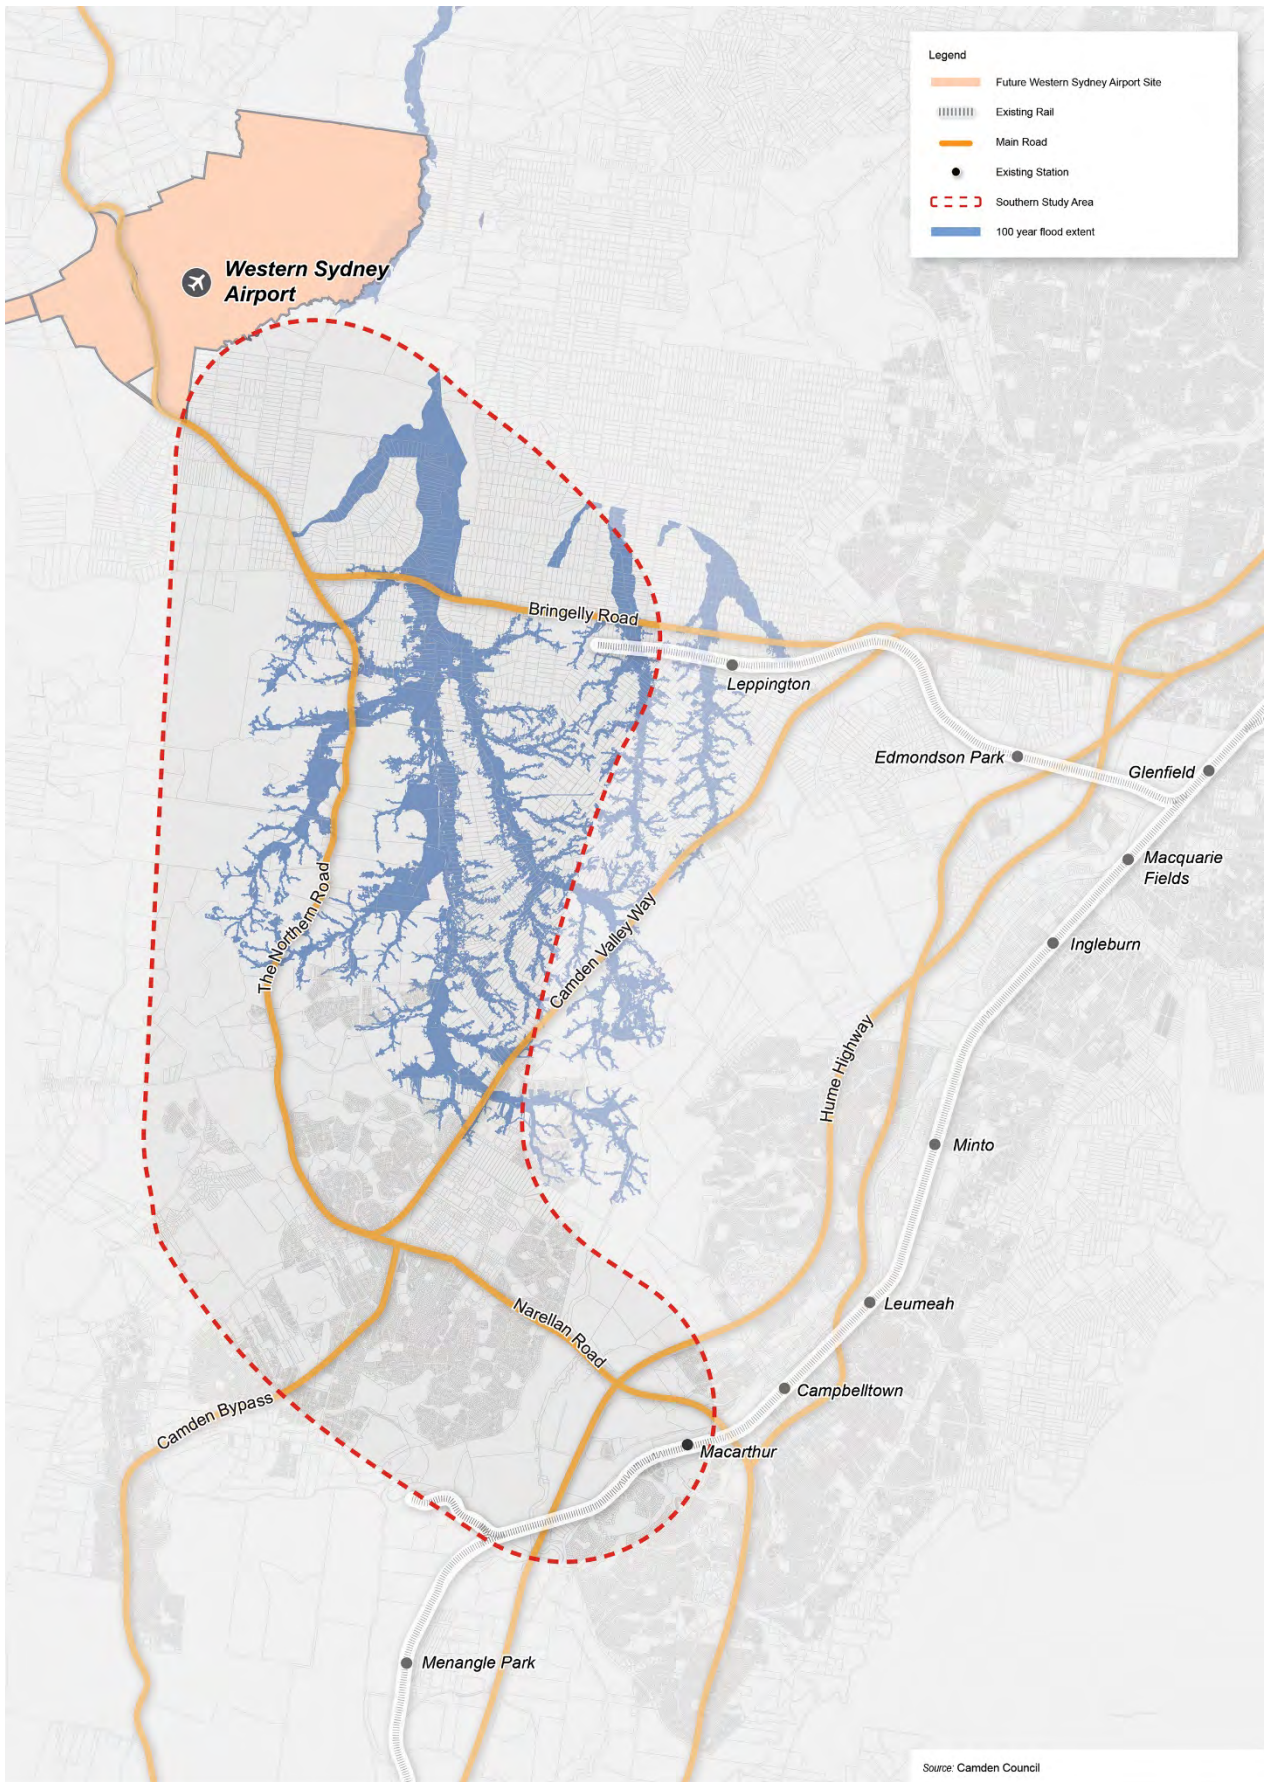 Legend
Future Western Sydney Airport Site
Existing Rail
Main Road
Existing Station
Southern Study Area
100 year flood extent
Western Sydney
Airport
Bringelly Road
Leppington
Edmondson Park
Glenfield
Macquarie
Fields
The Northern Road
Camden Valley Way
Ingleburn
Hume Highway
Minto
Leumeah
Narellan Road
Campbelltown
Camden Bypass
Macarthur
Menangle Park
Source: Camden Council